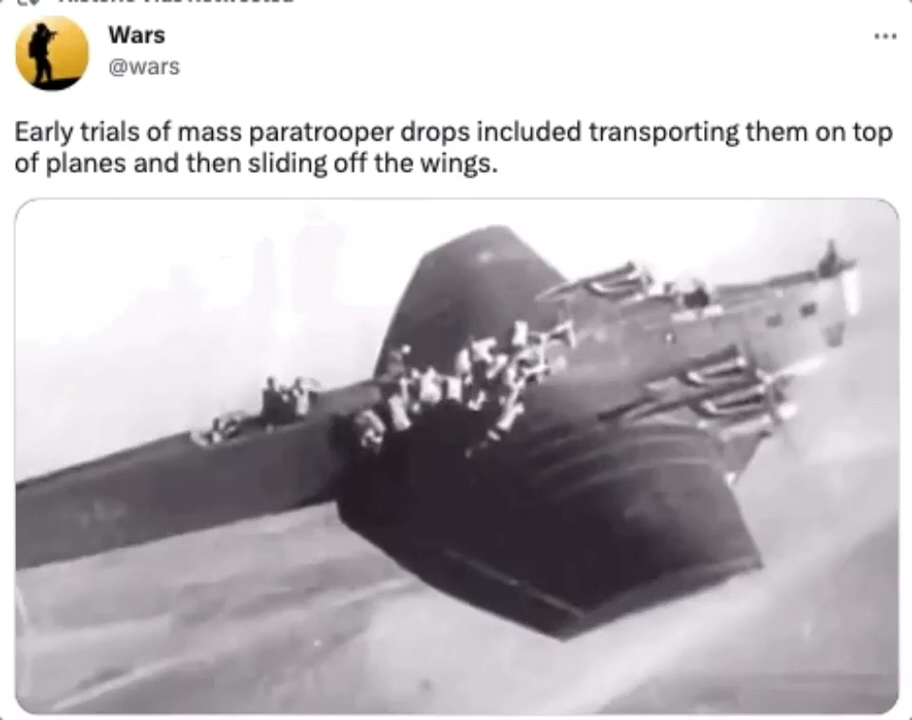 Wars
@wars
Early trials of mass paratrooper drops included transporting them on top
of planes and then sliding off the wings.